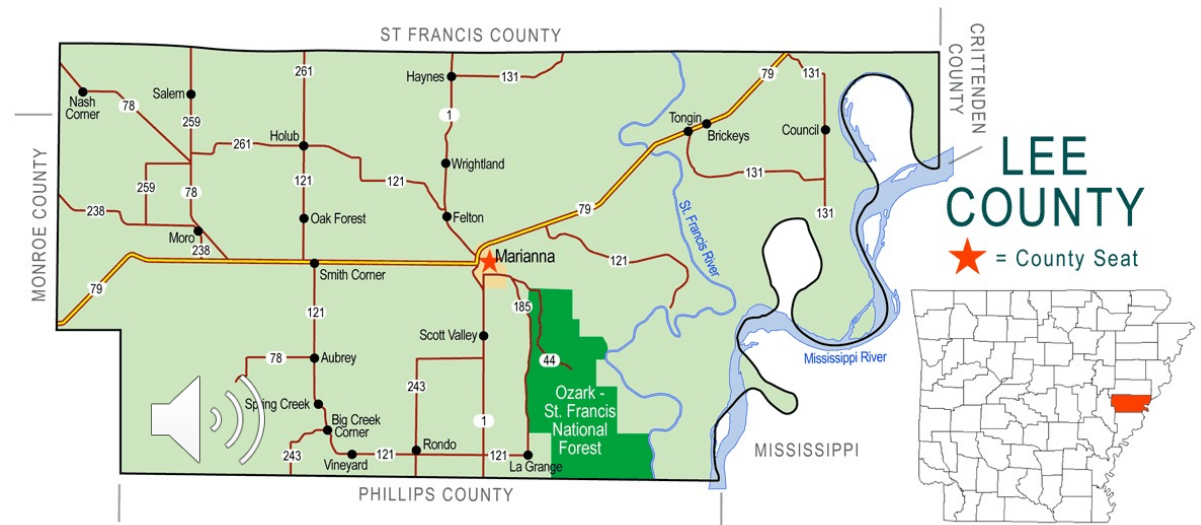 ST FRANCIS COUNTY
CRITTENDEN
COUNTY
261
Haynes
131
79
131
Nash
Corner
78
Salem
259
1
Tongin
Brickeys
Council
Holub
261
LEE
COUNTY
= County Seat
Wrightland
131
259
78
121
121
131
238
Oak Forest
Felton
79
St. Francis River
Moro
238
Marianna
121
MONROE COUNTY
Smith Corner
79
185
121
Scott Valley
Mississippi River
78
Aubrey
44
243
Ozark -
St. Francis
National
Forest
Spring Creek
Big Creek
Corner
1
243
Vineyard
121
Rondo
121
La Grange
MISSISSIPPI
PHILLIPS COUNTY